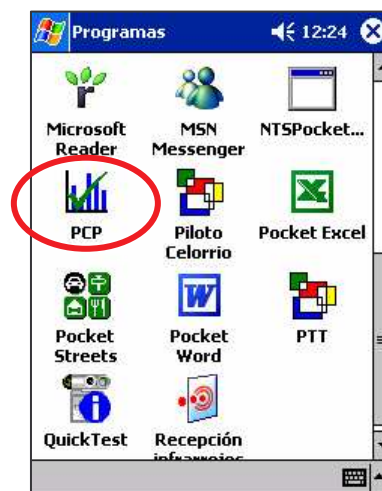 Programas 12:24
Microsoft Reader
MSN Messenger
NTSPocket...
PCP
Piloto Celorrio
Pocket Excel
Pocket Streets
Pocket Word
PTT
QuickTest
Recepción infrarrojos